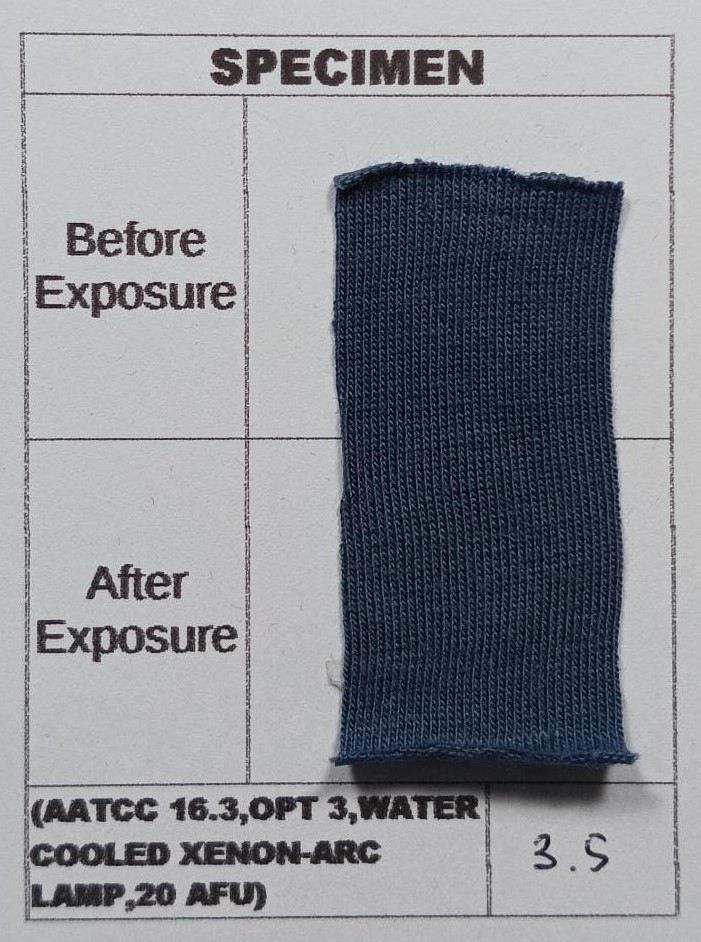 SPECIMEN
Before
Exposure
After
Exposure
(AATCC 16.3,OPT 3,WATER
COOLED XENON-ARC
LAMP,20 AFU)
3.5